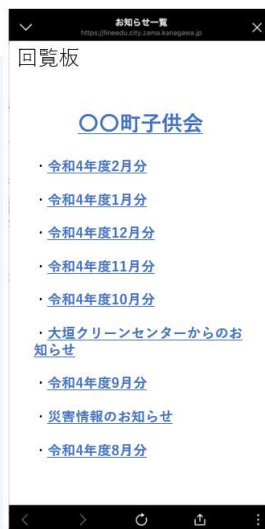 お知らせ一覧
https://fineedu.city.zama.kanagawa.jp
回覧板
〇〇町子供会
・令和4年度2月分
・令和4年度1月分
・令和4年度12月分
・令和4年度11月分
・令和4年度10月分
・大垣クリーンセンターからのお
知らせ
・令和4年度9月分
・災害情報のお知らせ
・令和4年度8月分